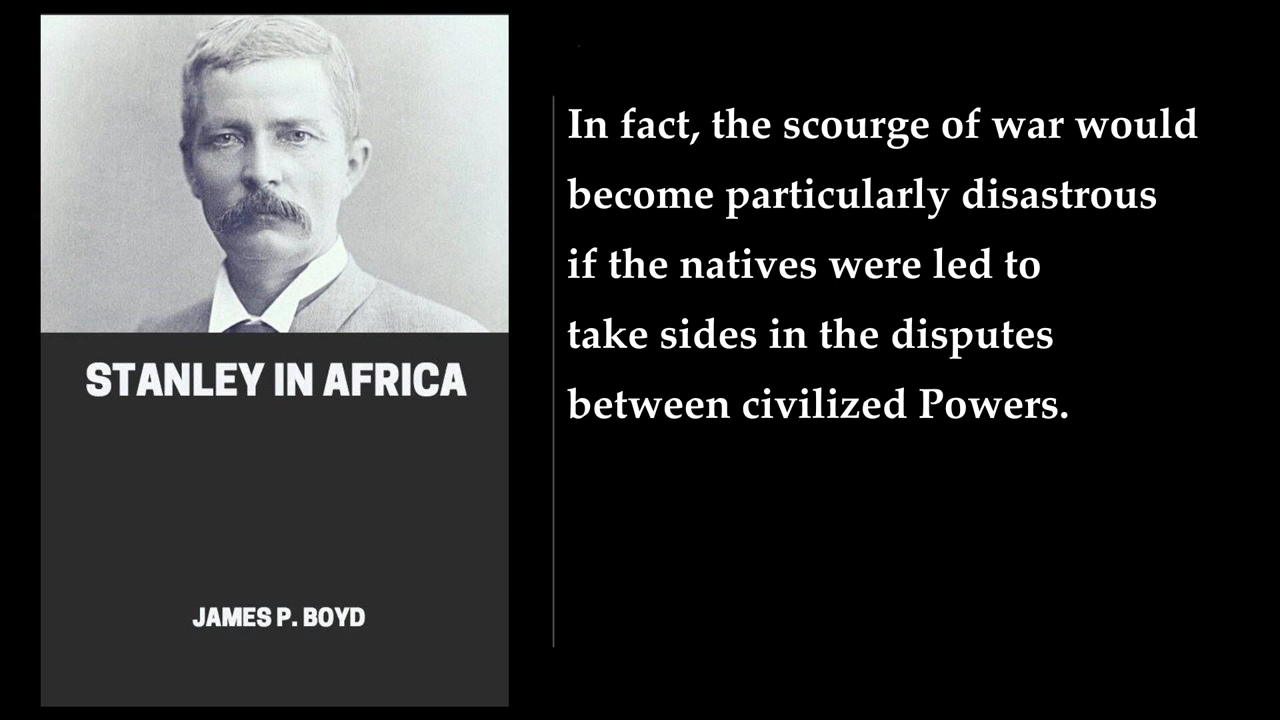 STANLEY IN AFRICA
JAMES P. BOYD
In fact, the scourge of war would
become particularly disastrous
if the natives were led to
take sides in the disputes
between civilized Powers.